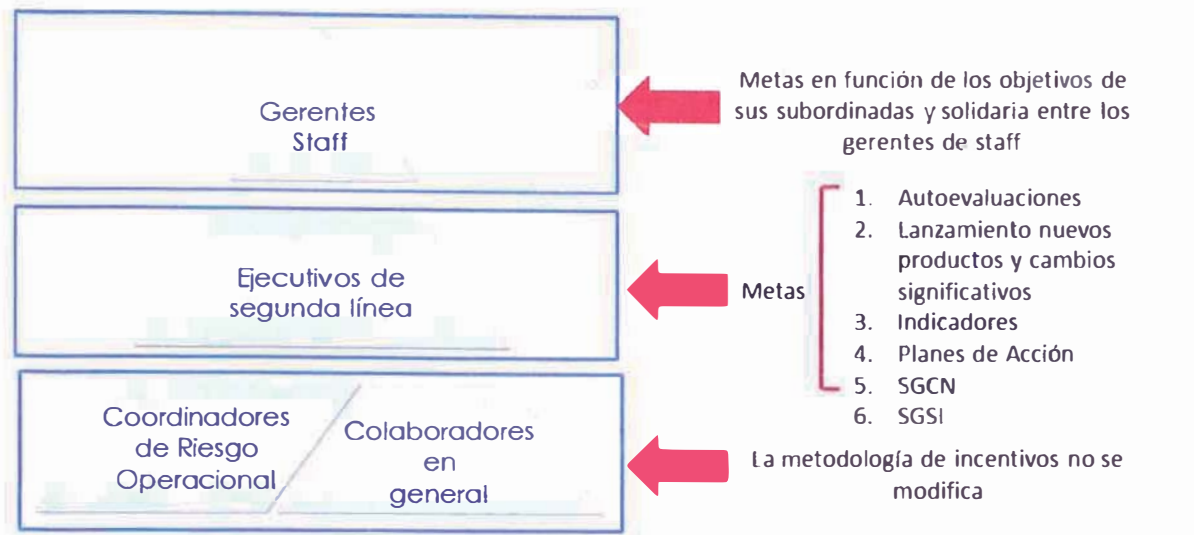 Gerentes
Staff
Metas en función de los objetivos de
sus subordinadas y solidaria entre los
gerentes de staff
Ejecutivos de
segunda línea
Metas
1. Autoevaluaciones
2. Lanzamiento nuevos
productos y cambios
significativos
3. Indicadores
4. Planes de Acción
5. SGCN
6. SGSI
Coordinadores
de Riesgo
Operacional
Colaboradores
en
general
La metodología de incentivos no se
modifica